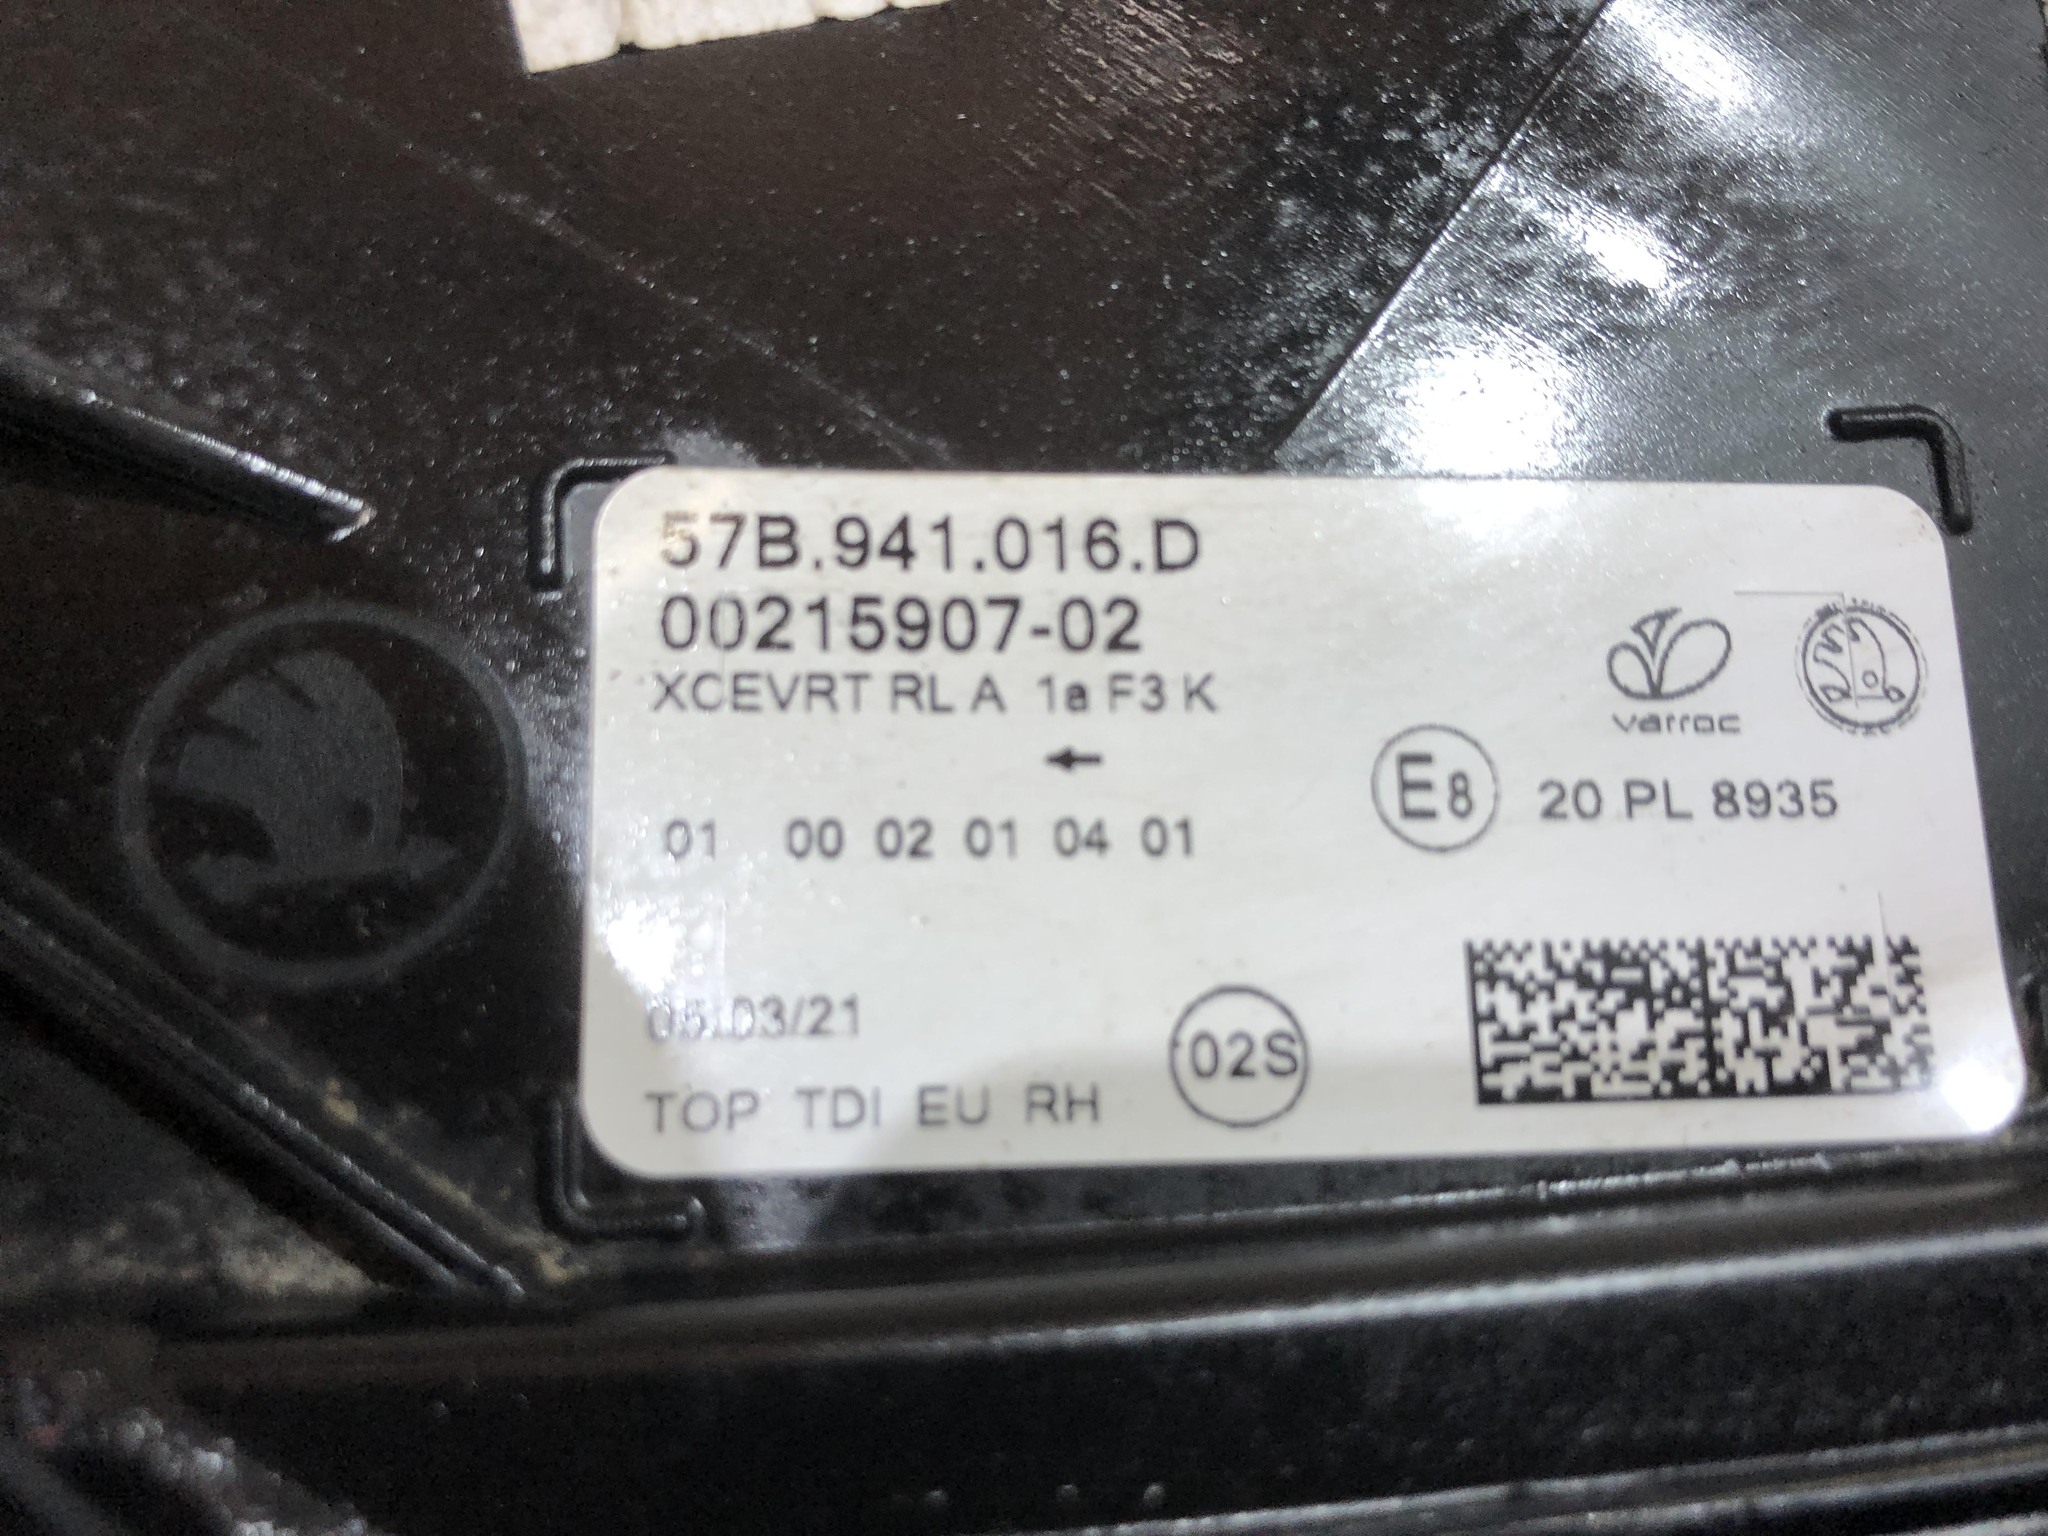 57B.941.016.D
00215907-02
XCEVRT RL A 1a F3 K
varroc
←
E8 20 PL 8935
01 00 02 01 04 01
05/03/21
02S
TOP TDI EU RH